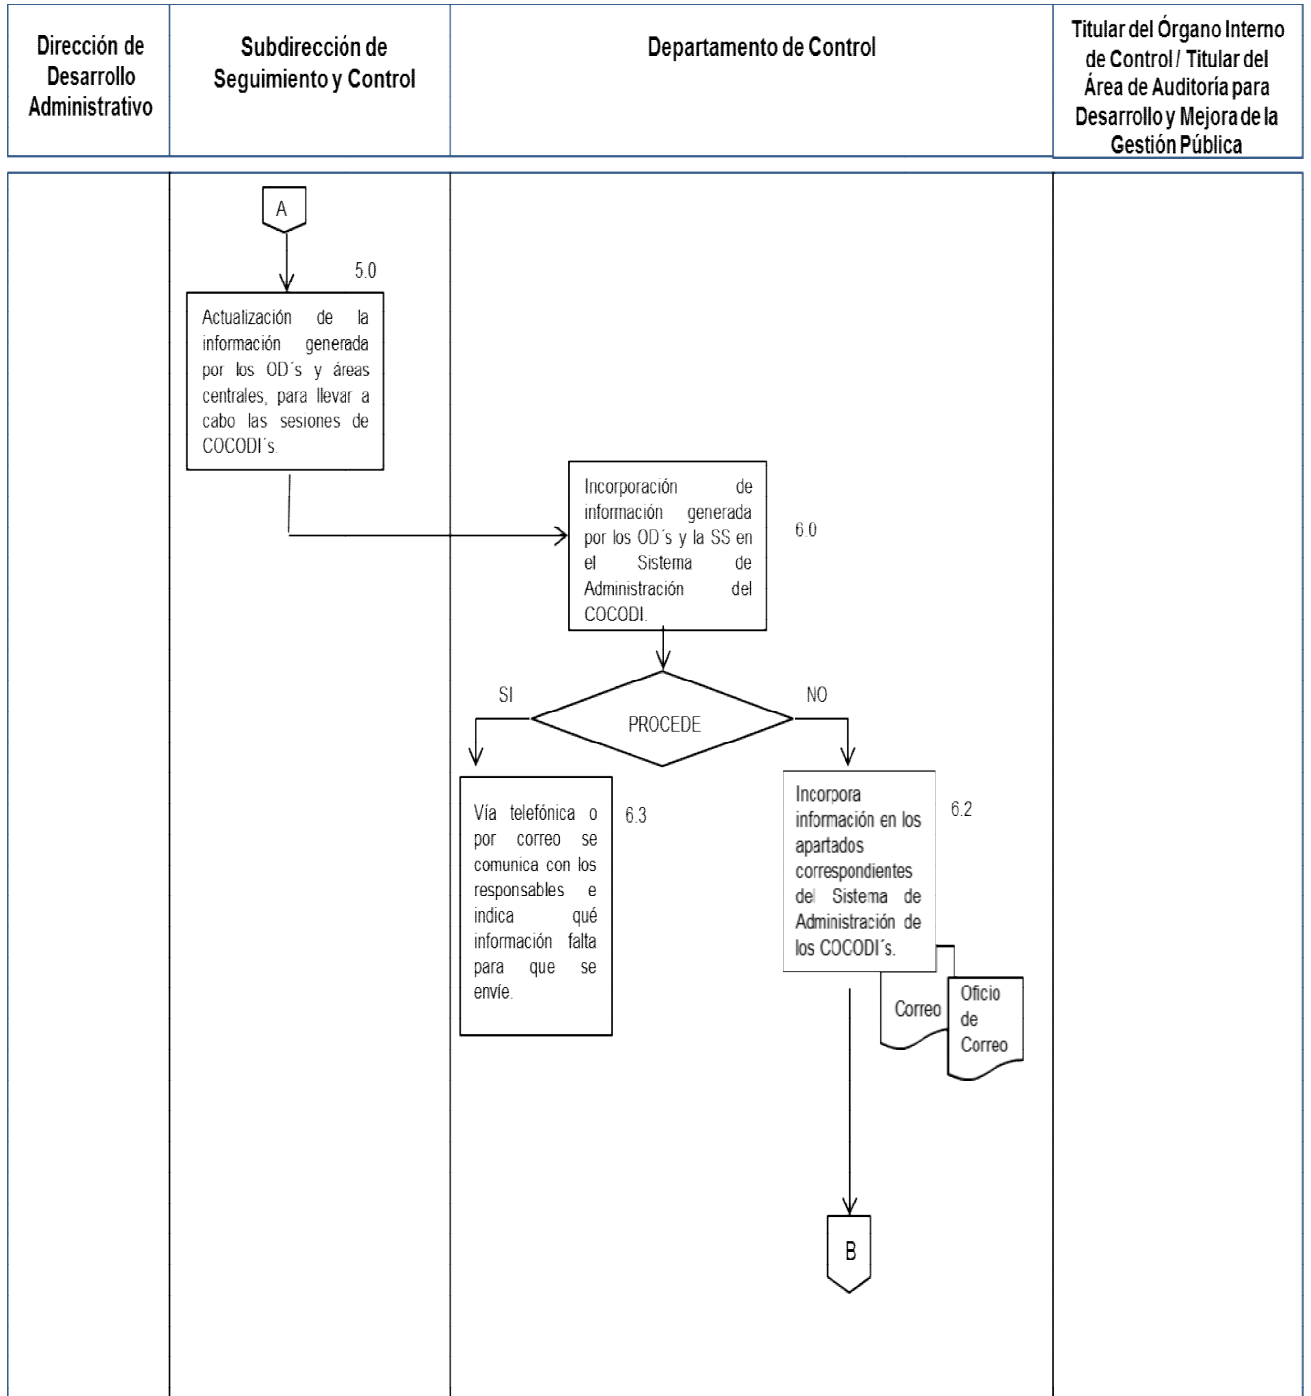 Dirección de
Desarrollo
Administrativo
Subdirección de
Seguimiento y Control
Departamento de Control
Titular del Órgano Interno
de Control / Titular del
Área de Auditoría para
Desarrollo y Mejora de la
Gestión Pública
A
5.0
Actualización de la
información generada
por los OD´s y áreas
centrales, para llevar a
cabo las sesiones de
COCODI´s.
Incorporación de
información generada
por los OD´s y la SS en
el Sistema de
Administración del
COCODI.
6.0
SI
NO
PROCEDE
Vía telefónica o
por correo se
comunica con los
responsables e
indica qué
información falta
para que se
envíe.
6.3
Incorpora
información en los
apartados
correspondientes
del Sistema de
Administración de
los COCODI´s.
6.2
Correo
Oficio
de
Correo
B